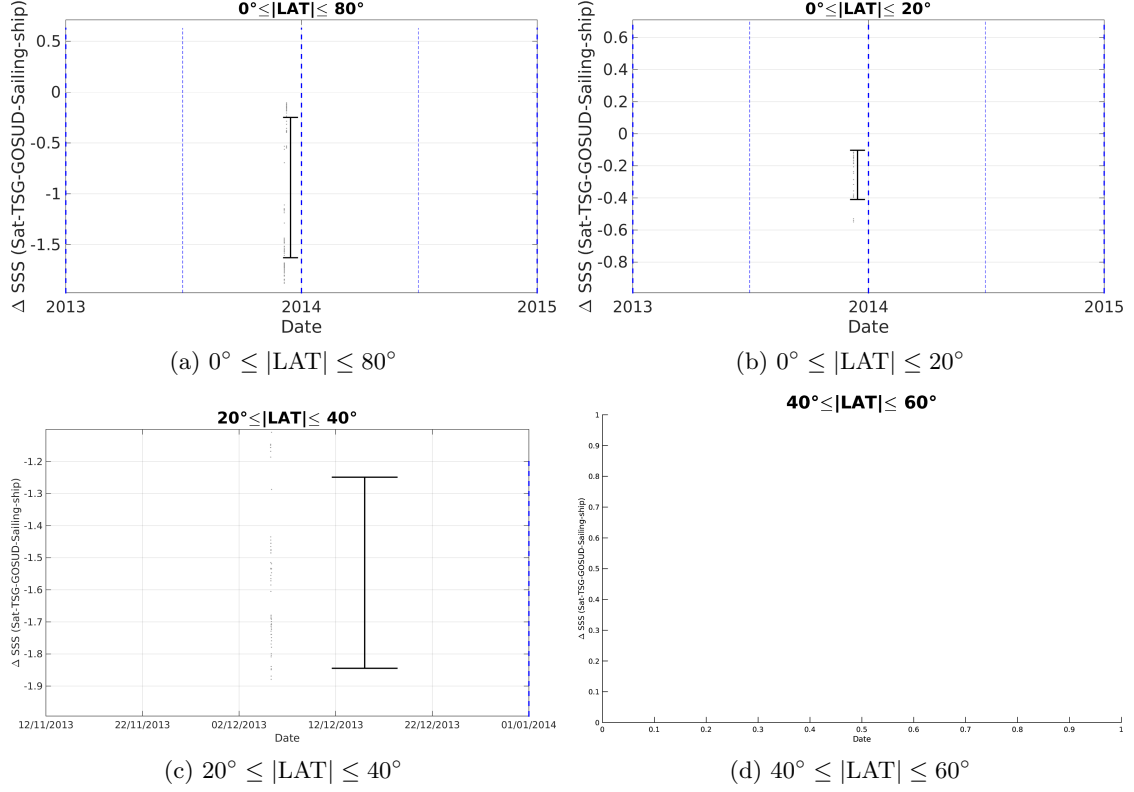 0°≤|LAT|≤ 80°
Δ SSS (Sat-TSG-GOSUD-Sailing-ship)
0.5
0
-0.5
-1
-1.5
2013 2014 2015
Date
(a) 0° ≤ |LAT| ≤ 80°
0°≤|LAT|≤ 20°
Δ SSS (Sat-TSG-GOSUD-Sailing-ship)
0.6
0.4
0.2
0
-0.2
-0.4
-0.6
-0.8
2013 2014 2015
Date
(b) 0° ≤ |LAT| ≤ 20°
20°≤|LAT|≤ 40°
Δ SSS (Sat-TSG-GOSUD-Sailing-ship)
-1.2
-1.3
-1.4
-1.5
-1.6
-1.7
-1.8
-1.9
12/11/2013 22/11/2013 02/12/2013 12/12/2013 22/12/2013 01/01/2014
Date
(c) 20° ≤ |LAT| ≤ 40°
40°≤|LAT|≤ 60°
Δ SSS (Sat-TSG-GOSUD-Sailing-ship)
1
0.9
0.8
0.7
0.6
0.5
0.4
0.3
0.2
0.1
0
0 0.1 0.2 0.3 0.4 0.5 0.6 0.7 0.8 0.9 1
Date
(d) 40° ≤ |LAT| ≤ 60°